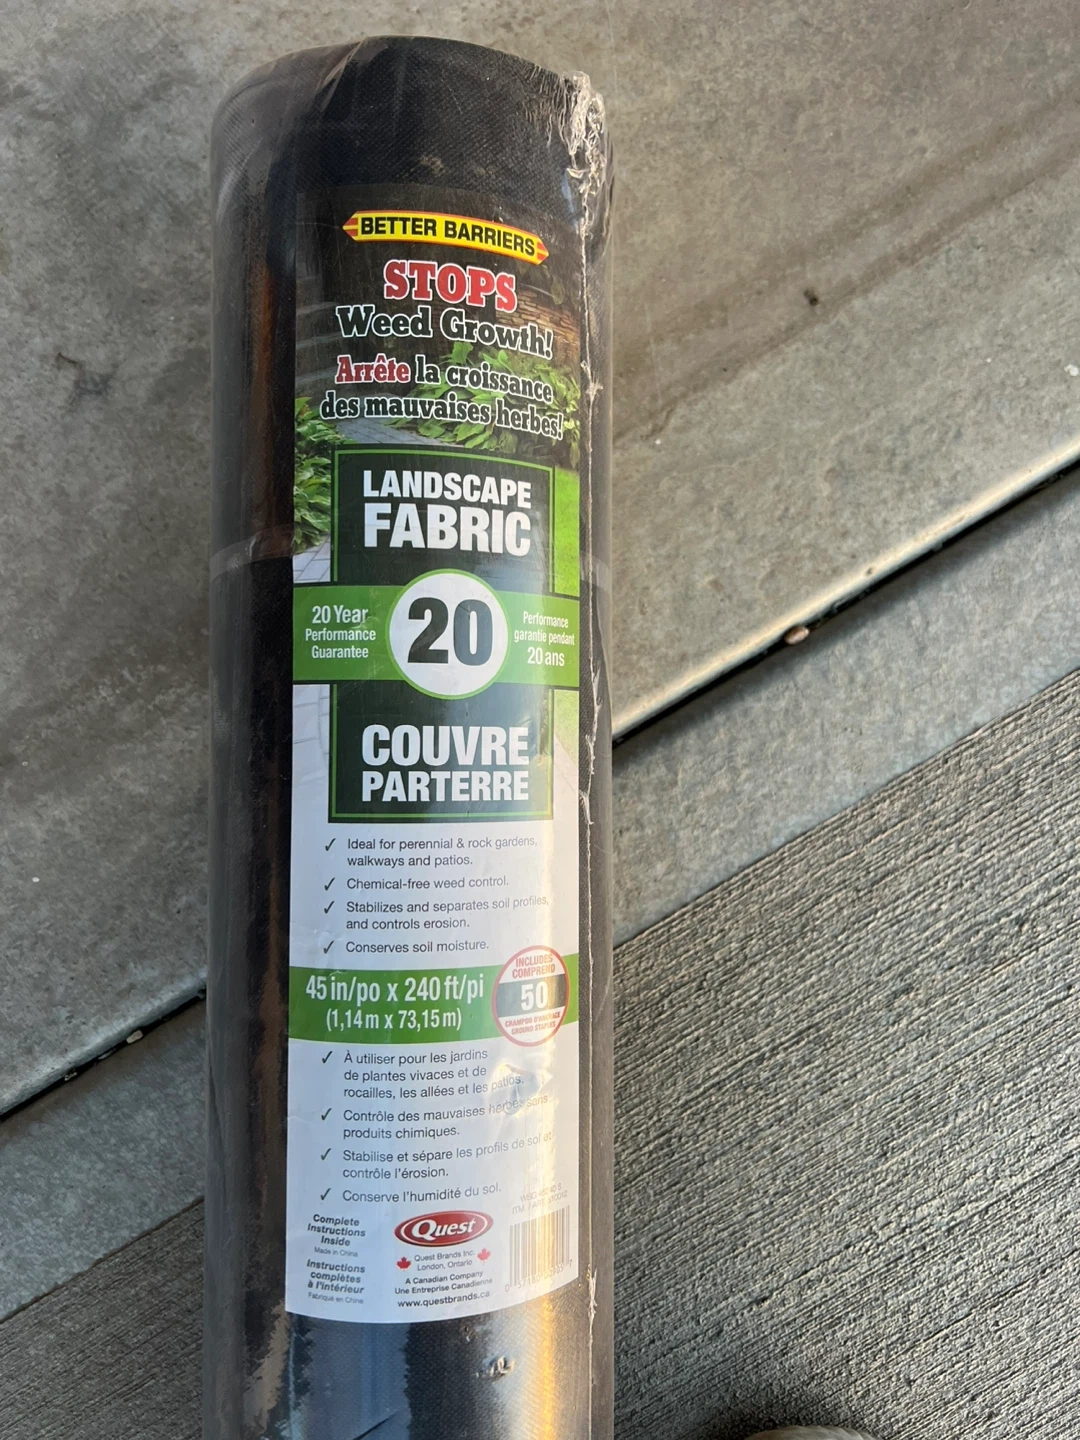 BETTER BARRIERS
STOPS
Weed Growth!
Arrête la croissance
des mauvaises herbes!
LANDSCAPE
FABRIC
20 Year
Performance
Guarantee
20
Performance
garantie pendant
20 ans
COUVRE
PARTERRE
✓ Ideal for perennial & rock gardens,
walkways and patios.
✓ Chemical-free weed control.
✓ Stabilizes and separates soil profiles,
and controls erosion.
✓ Conserves soil moisture.
45 in/po x 240 ft/pi
(1,14 m x 73,15 m)
INCLUDES
COMPREND
50
GROUND STAPLES
✓ À utiliser pour les jardins
de plantes vivaces et de
rocailles, les allées et les patios.
✓ Contrôle des mauvaises herbes sans
produits chimiques.
✓ Stabilise et sépare les profils de sol et
contrôle l'érosion.
✓ Conserve l'humidité du sol.
Complete
Instructions
Inside
Made in China
Instructions
complètes
à l'intérieur
Fabriqué en Chine
Quest
Quest Brands Inc.
London, Ontario
A Canadian Company
Une Entreprise Canadienne
www.questbrands.ca